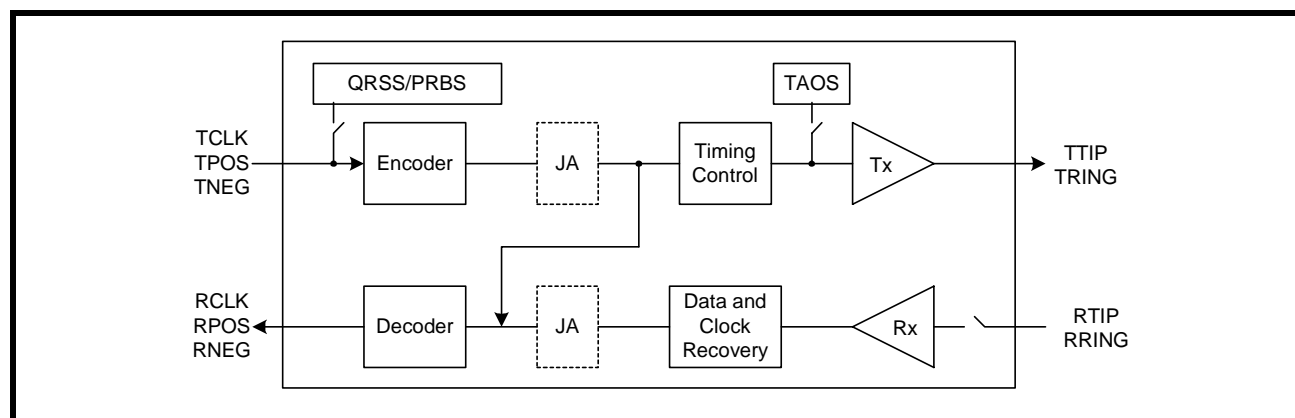 QRSS/PRBS
TAOS
TCLK
TPOS
TNEG
Encoder
JA
Timing
Control
Tx
TTIP
TRING
RCLK
RPOS
RNEG
Decoder
JA
Data and
Clock
Recovery
Rx
RTIP
RRING